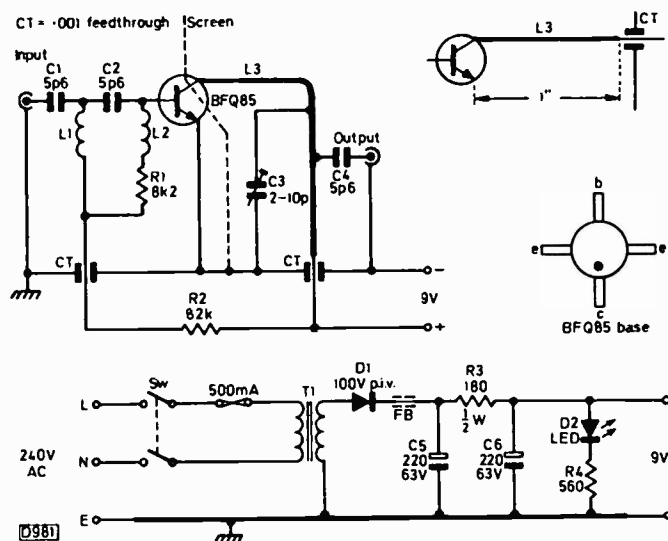 CT = ·001 feedthrough
Screen
Input
C1
5p6
C2
5p6
L3
BFQ85
L1
L2
R1
8k2
C3
2-10p
Output
C4
5p6
CT
CT
R2
82k
-
9V
+
L3
CT
1"
b
e
e
c
BFQ85 base
L
Sw
500mA
T1
D1
100V p.i.v.
FB
R3
180
½W
240V
AC
N
C5
220
63V
C6
220
63V
D2
LED
R4
560
9V
E
D981